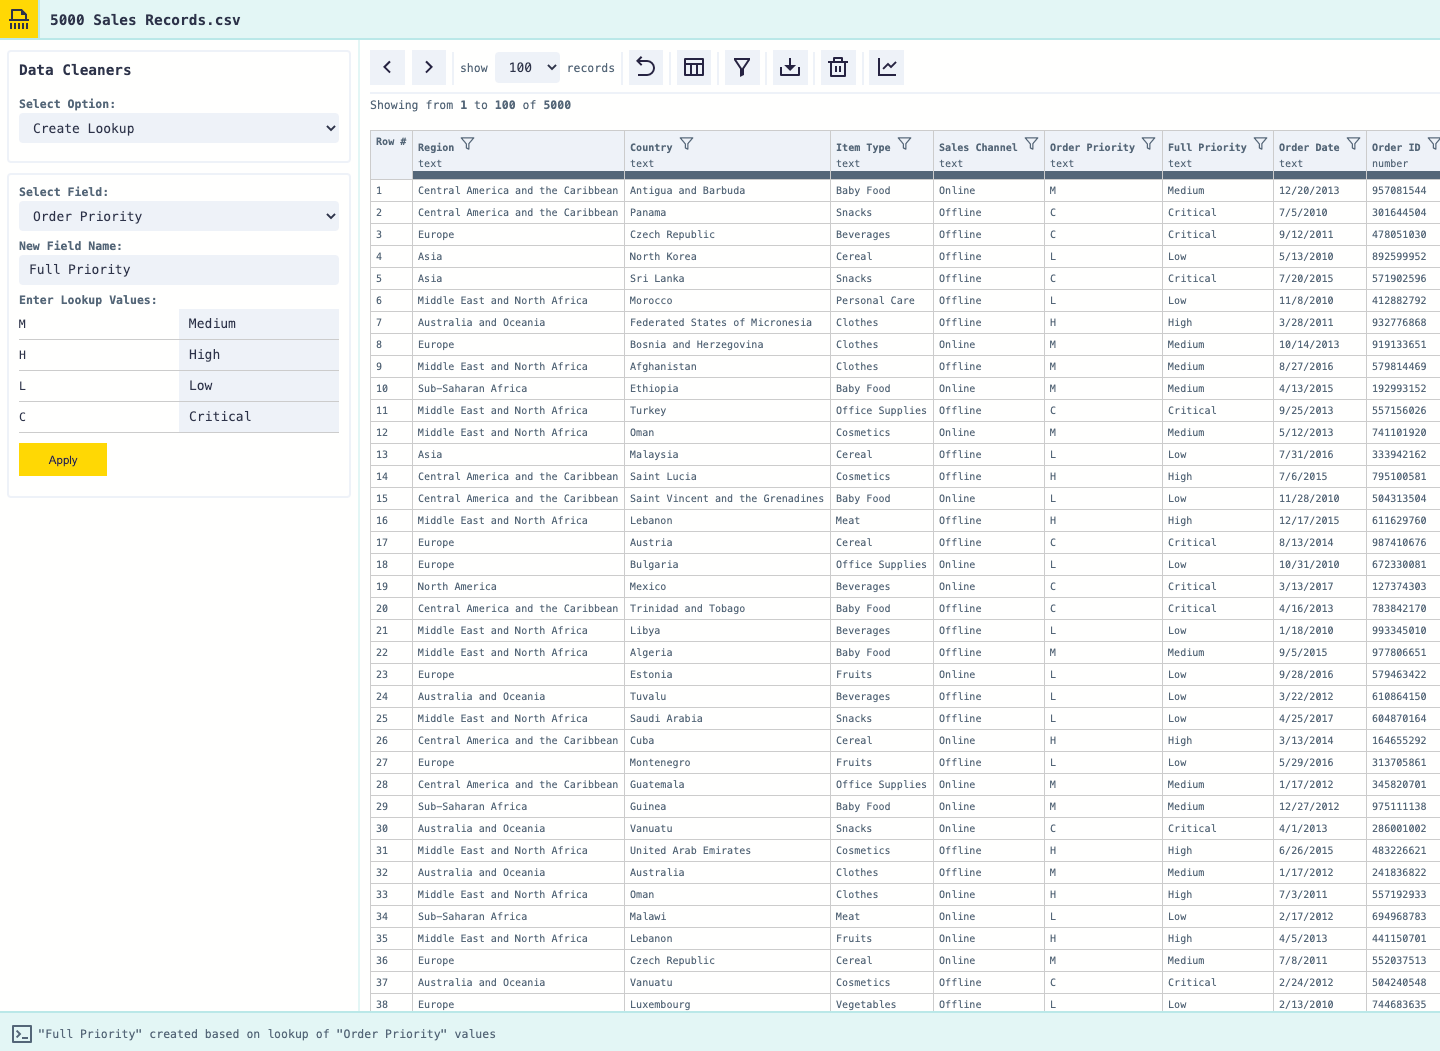 5000 Sales Records.csv
Data Cleaners
Select Option:
Create Lookup
Select Field:
Order Priority
New Field Name:
Full Priority
Enter Lookup Values:
M Medium
H High
L Low
C Critical
Apply
show 100 records
Showing from 1 to 100 of 5000
Row # Region Country Item Type Sales Channel Order Priority Full Priority Order Date Order ID
text text text text text text text number
1 Central America and the Caribbean Antigua and Barbuda Baby Food Online M Medium 12/20/2013 957081544
2 Central America and the Caribbean Panama Snacks Offline C Critical 7/5/2010 301644504
3 Europe Czech Republic Beverages Offline C Critical 9/12/2011 478051030
4 Asia North Korea Cereal Offline L Low 5/13/2010 892599952
5 Asia Sri Lanka Snacks Offline C Critical 7/20/2015 571902596
6 Middle East and North Africa Morocco Personal Care Offline L Low 11/8/2010 412882792
7 Australia and Oceania Federated States of Micronesia Clothes Offline H High 3/28/2011 932776868
8 Europe Bosnia and Herzegovina Clothes Online M Medium 10/14/2013 919133651
9 Middle East and North Africa Afghanistan Clothes Offline M Medium 8/27/2016 579814469
10 Sub-Saharan Africa Ethiopia Baby Food Online M Medium 4/13/2015 192993152
11 Middle East and North Africa Turkey Office Supplies Offline C Critical 9/25/2013 557156026
12 Middle East and North Africa Oman Cosmetics Online M Medium 5/12/2013 741101920
13 Asia Malaysia Cereal Offline L Low 7/31/2016 333942162
14 Central America and the Caribbean Saint Lucia Cosmetics Offline H High 7/6/2015 795100581
15 Central America and the Caribbean Saint Vincent and the Grenadines Baby Food Online L Low 11/28/2010 504313504
16 Middle East and North Africa Lebanon Meat Offline H High 12/17/2015 611629760
17 Europe Austria Cereal Offline C Critical 8/13/2014 987410676
18 Europe Bulgaria Office Supplies Online L Low 10/31/2010 672330081
19 North America Mexico Beverages Online C Critical 3/13/2017 127374303
20 Central America and the Caribbean Trinidad and Tobago Baby Food Offline C Critical 4/16/2013 783842170
21 Middle East and North Africa Libya Beverages Offline L Low 1/18/2010 993345010
22 Middle East and North Africa Algeria Baby Food Offline M Medium 9/5/2015 977806651
23 Europe Estonia Fruits Online L Low 9/28/2016 579463422
24 Australia and Oceania Tuvalu Beverages Offline L Low 3/22/2012 610864150
25 Middle East and North Africa Saudi Arabia Snacks Offline L Low 4/25/2017 604870164
26 Central America and the Caribbean Cuba Cereal Online H High 3/13/2014 164655292
27 Europe Montenegro Fruits Offline L Low 5/29/2016 313705861
28 Central America and the Caribbean Guatemala Office Supplies Online M Medium 1/17/2012 345820701
29 Sub-Saharan Africa Guinea Baby Food Online M Medium 12/27/2012 975111138
30 Australia and Oceania Vanuatu Snacks Online C Critical 4/1/2013 286001002
31 Middle East and North Africa United Arab Emirates Cosmetics Offline H High 6/26/2015 483226621
32 Australia and Oceania Australia Clothes Offline M Medium 1/17/2012 241836822
33 Middle East and North Africa Oman Clothes Online H High 7/3/2011 557192933
34 Sub-Saharan Africa Malawi Meat Online L Low 2/17/2012 694968783
35 Middle East and North Africa Lebanon Fruits Online H High 4/5/2013 441150701
36 Europe Czech Republic Cereal Online M Medium 7/8/2011 552037513
37 Australia and Oceania Vanuatu Cosmetics Offline C Critical 2/24/2012 504240548
38 Europe Luxembourg Vegetables Offline L Low 2/13/2010 744683635
"Full Priority" created based on lookup of "Order Priority" values